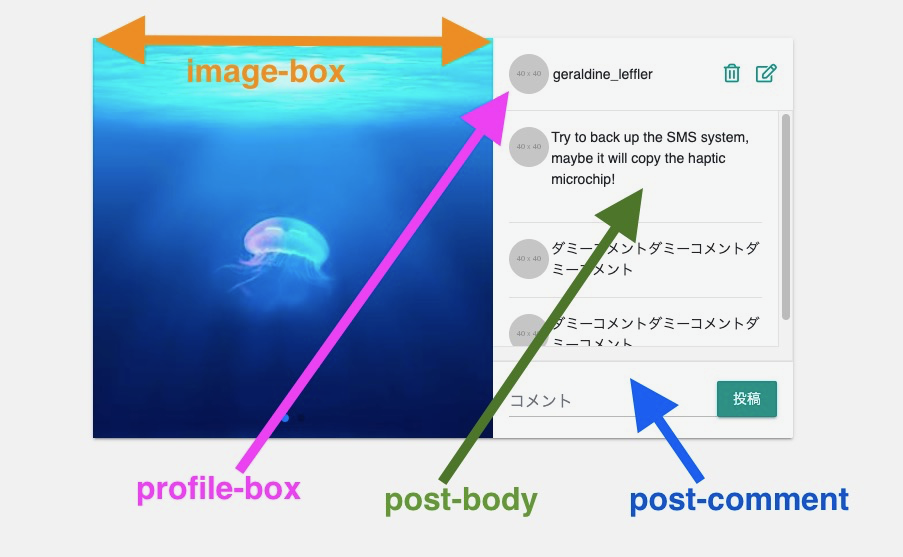 image-box
40 x 40
geraldine_leffler
40 x 40
Try to back up the SMS system,
maybe it will copy the haptic
microchip!
40 x 40
ダミーコメントダミーコメントダ
ミーコメント
40 x 40
ダミーコメントダミーコメントダ
ミーコメント
コメント
投稿
profile-box
post-body
post-comment